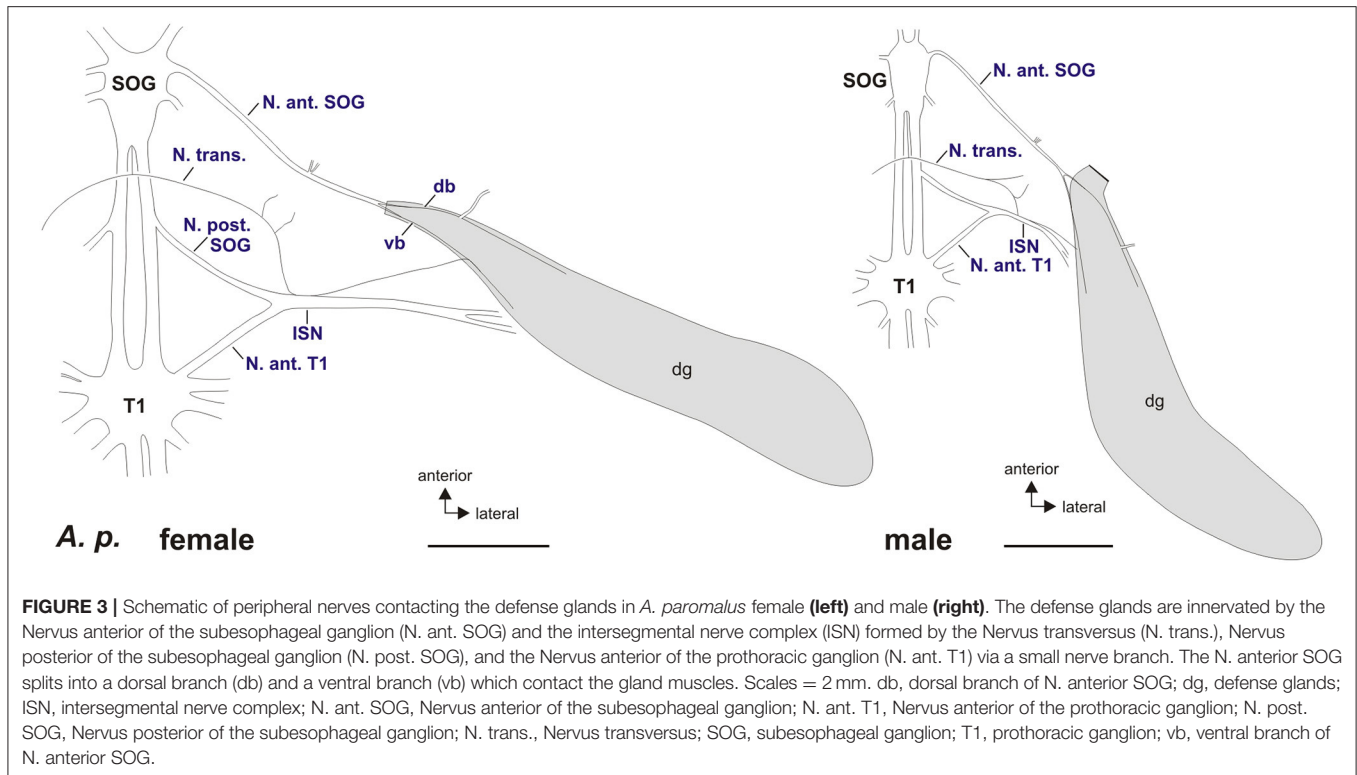 SOG
N. ant. SOG
N. trans.
db
N. post.
SOG
vb
ISN
N. ant. T1
T1
dg
anterior
lateral
A. p. female
N. ant. SOG
SOG
N. trans.
ISN
N. ant. T1
T1
dg
anterior
lateral
male
FIGURE 3 | Schematic of peripheral nerves contacting the defense glands in A. paromalus female (left) and male (right). The defense glands are innervated by the
Nervus anterior of the subesophageal ganglion (N. ant. SOG) and the intersegmental nerve complex (ISN) formed by the Nervus transversus (N. trans.), Nervus
posterior of the subesophageal ganglion (N. post. SOG), and the Nervus anterior of the prothoracic ganglion (N. ant. T1) via a small nerve branch. The N. anterior SOG
splits into a dorsal branch (db) and a ventral branch (vb) which contact the gland muscles. Scales = 2 mm. db, dorsal branch of N. anterior SOG; dg, defense glands;
ISN, intersegmental nerve complex; N. ant. SOG, Nervus anterior of the subesophageal ganglion; N. ant. T1, Nervus anterior of the prothoracic ganglion; N. post.
SOG, Nervus posterior of the subesophageal ganglion; N. trans., Nervus transversus; SOG, subesophageal ganglion; T1, prothoracic ganglion; vb, ventral branch of
N. anterior SOG.